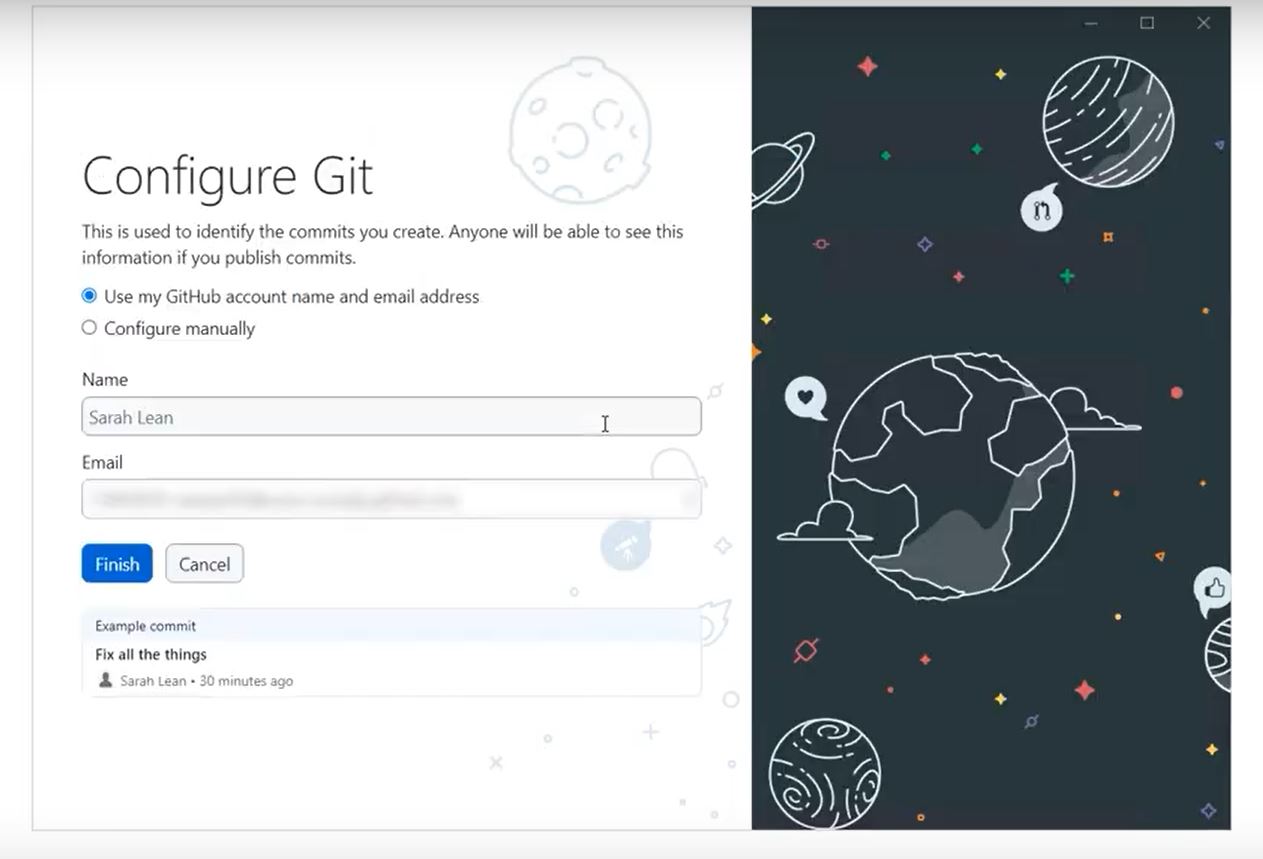 Configure Git
This is used to identify the commits you create. Anyone will be able to see this
information if you publish commits.
Use my GitHub account name and email address
Configure manually
Name
Sarah Lean
Email
Finish
Cancel
Example commit
Fix all the things
Sarah Lean • 30 minutes ago